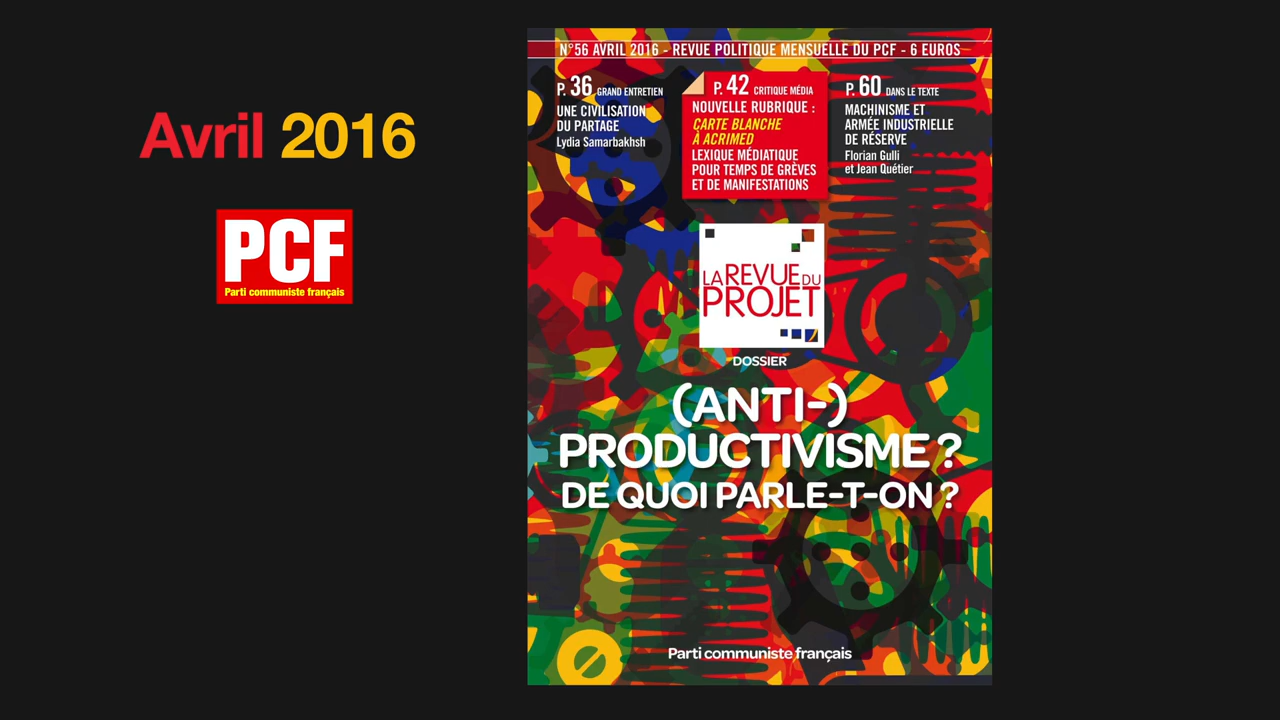 Avril 2016
PCF
Parti communiste français
N°56 AVRIL 2016 - REVUE POLITIQUE MENSUELLE DU PCF - 6 EUROS
P. 36 GRAND ENTRETIEN
UNE CIVILISATION
DU PARTAGE
Lydia Samarbakhsh
P. 42 CRITIQUE MÉDIA
NOUVELLE RUBRIQUE :
CARTE BLANCHE
À ACRIMED
LEXIQUE MÉDIATIQUE
POUR TEMPS DE GRÈVES
ET DE MANIFESTATIONS
P. 60 DANS LE TEXTE
MACHINISME ET
ARMÉE INDUSTRIELLE
DE RÉSERVE
Florian Gulli
et Jean Quétier
LA REVUE DU
PROJET
DOSSIER
(ANTI-)
PRODUCTIVISME ?
DE QUOI PARLE-T-ON ?
Parti communiste français